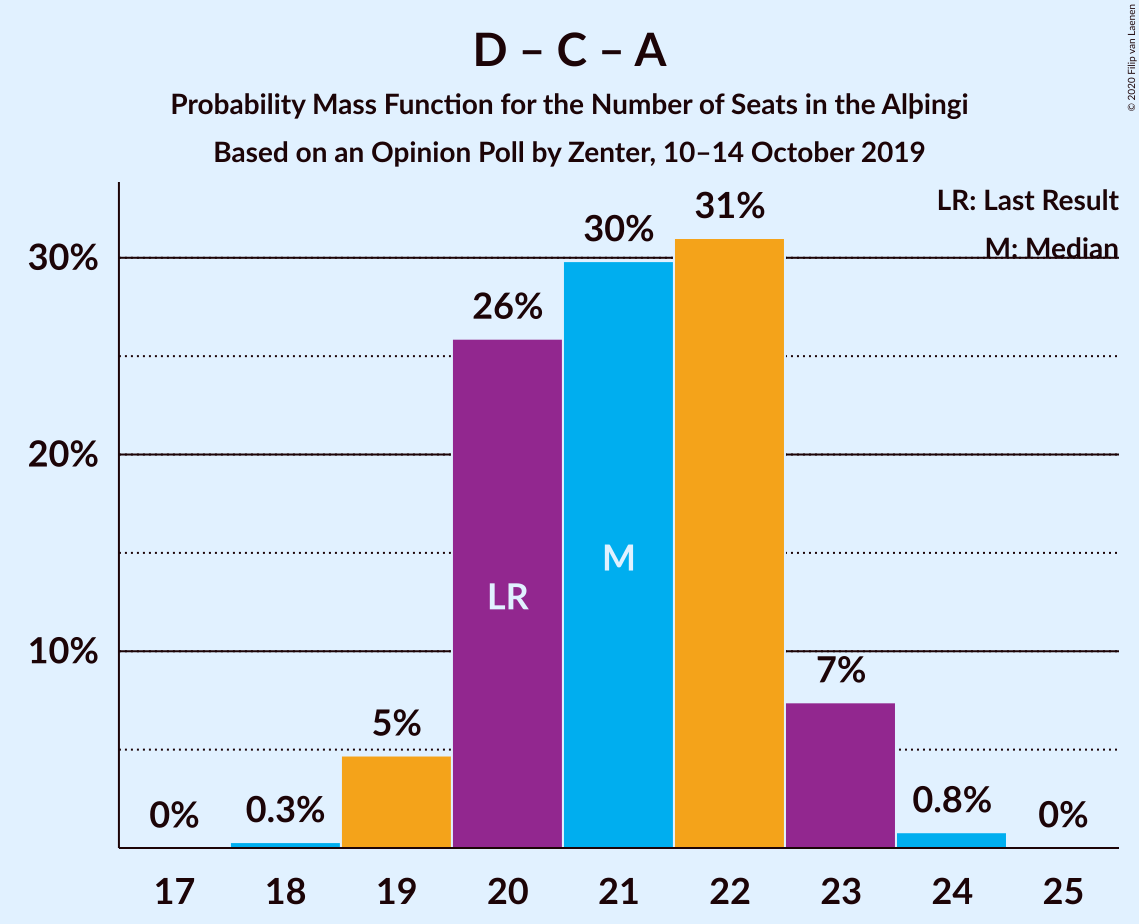 D – C – A
Probability Mass Function for the Number of Seats in the Alþingi
Based on an Opinion Poll by Zenter, 10–14 October 2019
© 2020 Filip van Laenen
LR: Last Result
M: Median
30%
20%
10%
0%
0.3%
5%
26%
30%
31%
7%
0.8%
0%
LR
M
17
18
19
20
21
22
23
24
25